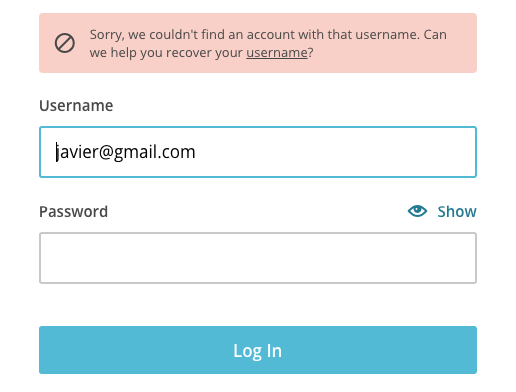 Sorry, we couldn't find an account with that username. Can
we help you recover your username?
Username
javier@gmail.com
Password
Show
Log In